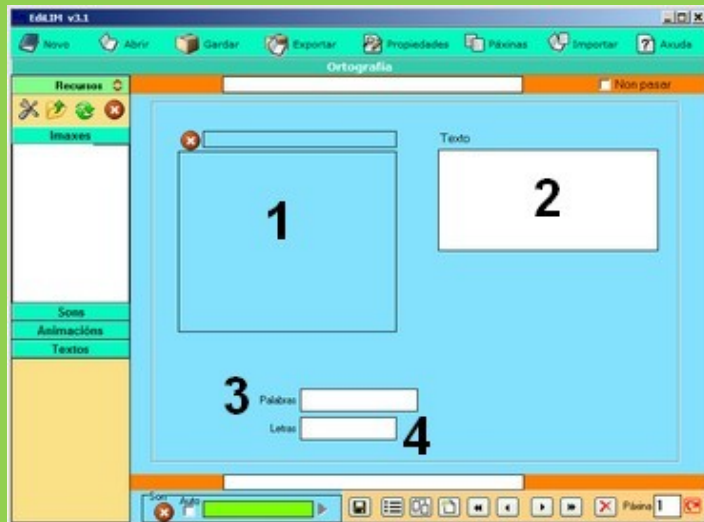 EdiLIM v3.1
Novo Abrir Gardar Exportar Propiedades Páxinas Importar Axuda
Ortografía
Recursos Non pasar
Imaxes
Texto
1
2
Sons
Animacións
Textos
3 Palabras
Letras 4
Son Auto Páxina 1